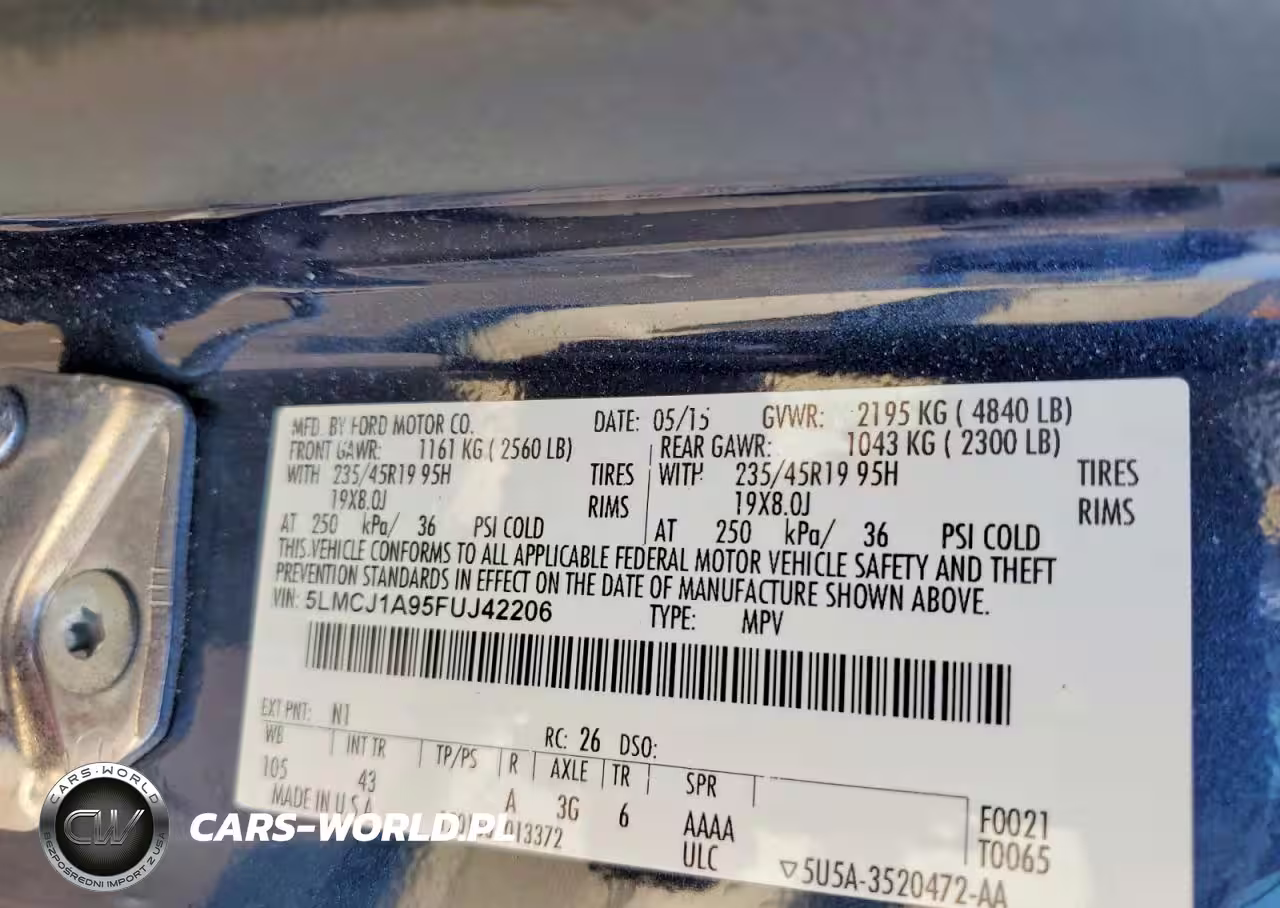 MFD. BY FORD MOTOR CO. DATE: 05/15 GVWR: 2195 KG ( 4840 LB)
FRONT GAWR: 1161 KG ( 2560 LB) REAR GAWR: 1043 KG ( 2300 LB)
WITH 235/45R19 95H TIRES WITH 235/45R19 95H TIRES
19X8.0J RIMS 19X8.0J RIMS
AT 250 kPa/ 36 PSI COLD AT 250 kPa/ 36 PSI COLD
THIS VEHICLE CONFORMS TO ALL APPLICABLE FEDERAL MOTOR VEHICLE SAFETY AND THEFT
PREVENTION STANDARDS IN EFFECT ON THE DATE OF MANUFACTURE SHOWN ABOVE.
VIN: 5LMCJ1A95FUJ42206 TYPE: MPV
EXT PNT: N1 RC: 26 DSO:
WB INT TR TP/PS R AXLE TR SPR
105 43 A 3G 6 AAAA F0021
MADE IN U.S.A. 13372 ULC T0065
▽5U5A-3520472-AA
CARS-WORLD
CW
BEZPOŚREDNI IMPORT Z USA
CARS-WORLD.PL